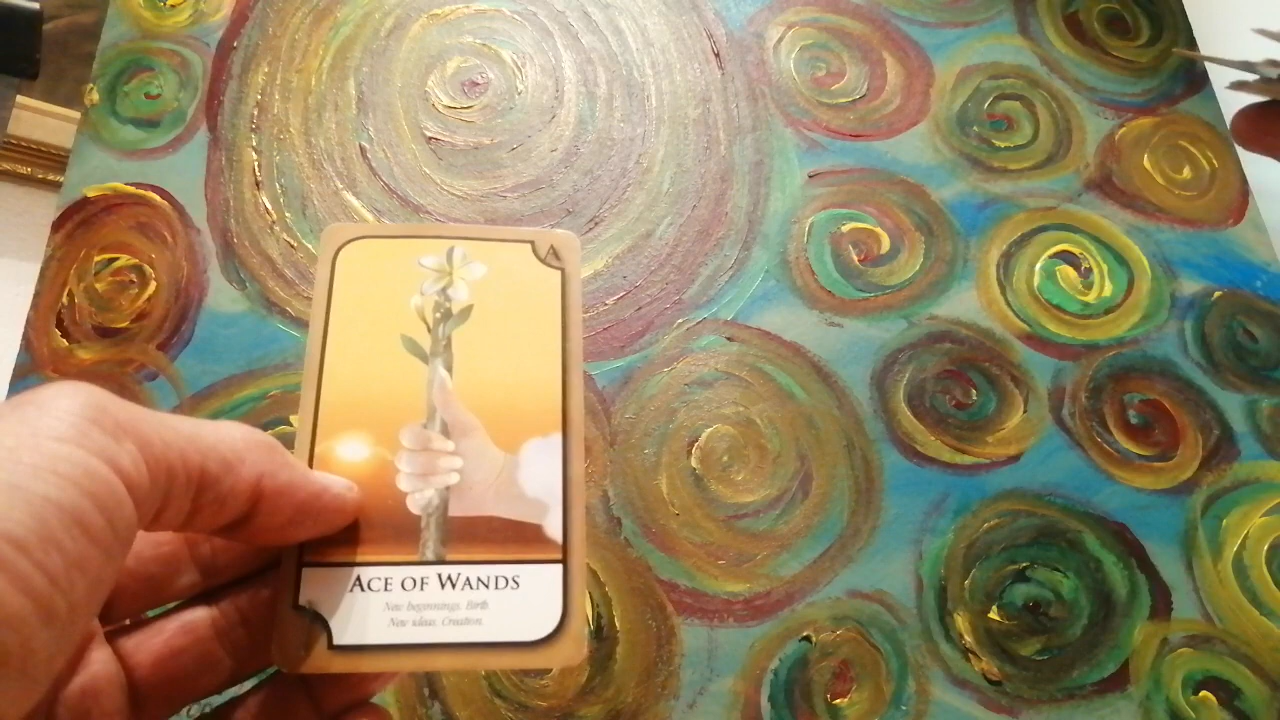 Ace of Wands
New beginnings. Birth
New ideas. Creation.